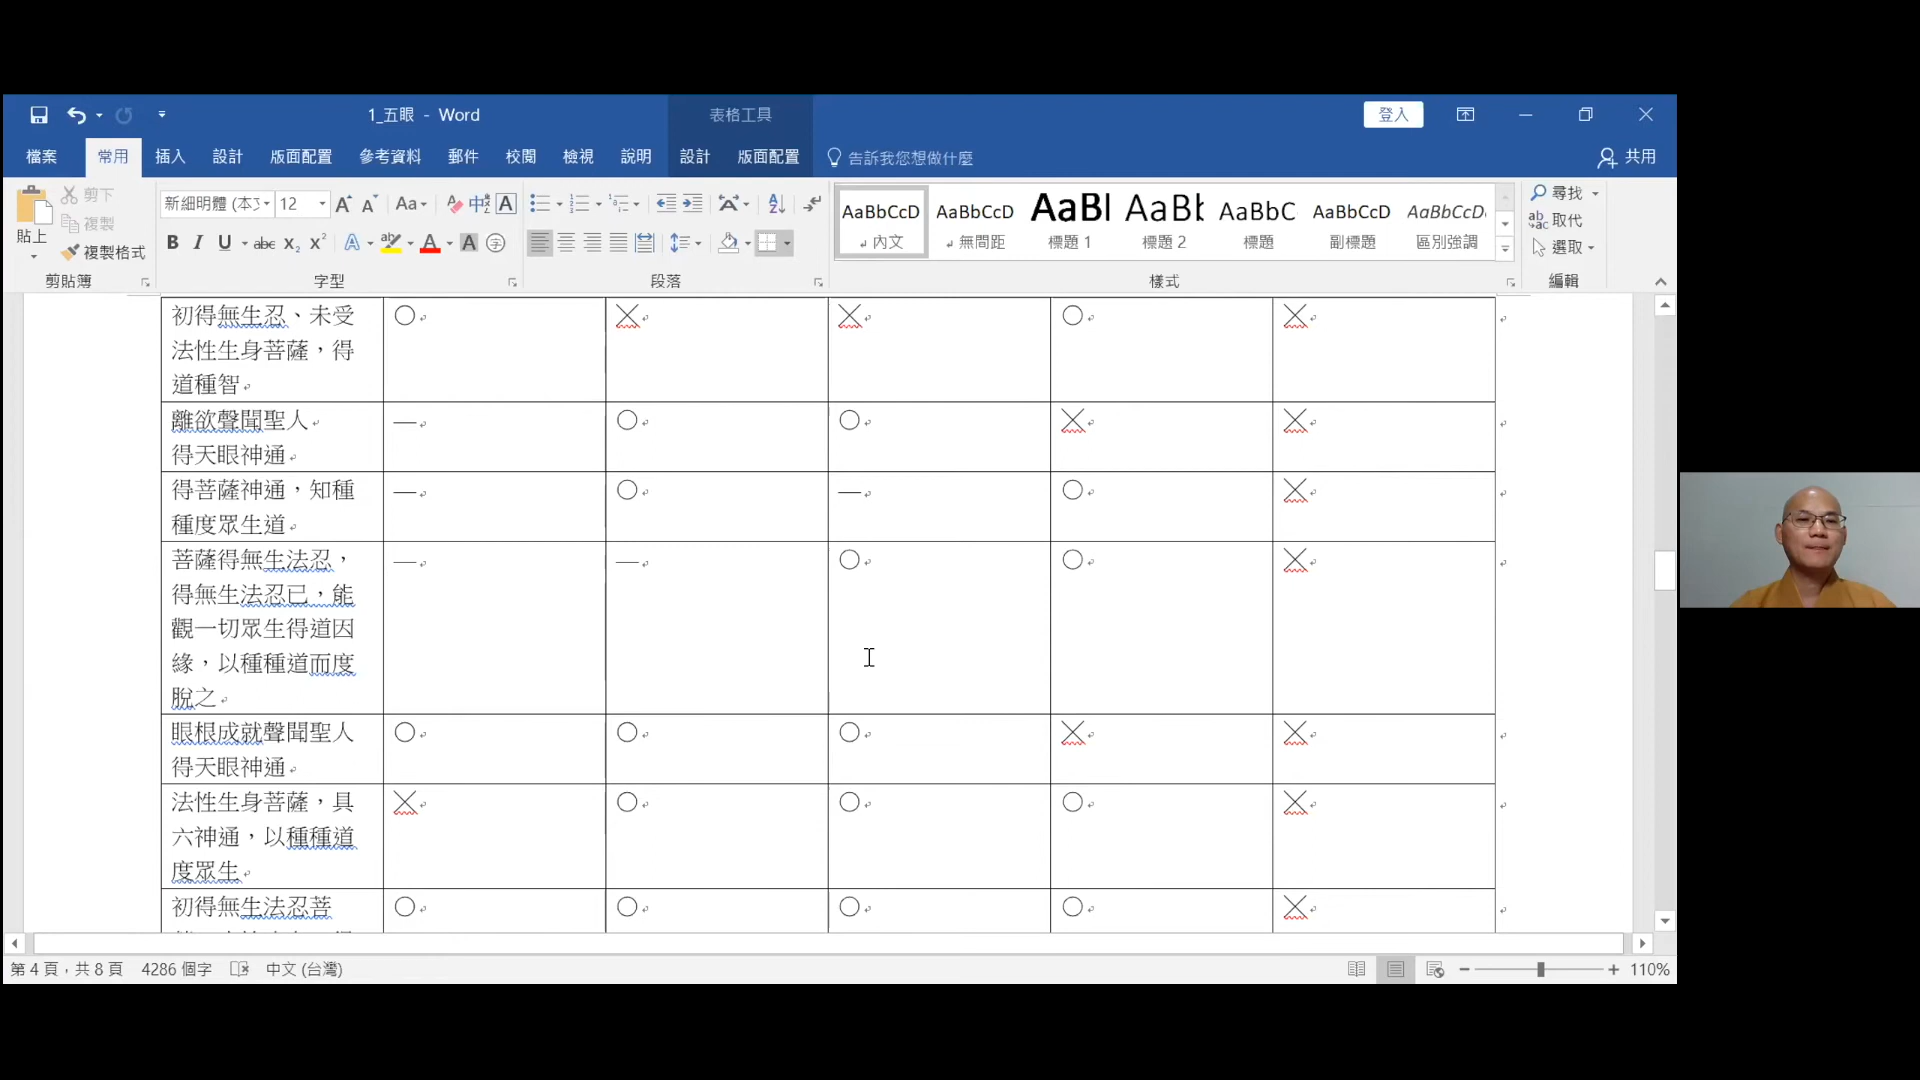 1_五眼 - Word
表格工具
登入
檔案 常用 插入 設計 版面配置 參考資料 郵件 校閱 檢視 說明 設計 版面配置 告訴我您想做什麼 共用
貼上
剪下
複製
複製格式
剪貼簿
新細明體 (本文 12
字型
段落
AaBbCcD AaBbCcD AaBl AaBb AaBbC AaBbCcD AaBbCcD
內文 無間距 標題 1 標題 2 標題 副標題 區別強調
樣式
尋找
取代
選取
編輯
初得無生忍、未受 ○ ╳ ╳ ○ ╳
法性生身菩薩，得
道種智
離欲聲聞聖人 — ○ ○ ╳ ╳
得天眼神通
得菩薩神通，知種 — ○ — ○ ╳
種度眾生道
菩薩得無生法忍， — — ○ ○ ╳
得無生法忍已，能
觀一切眾生得道因
緣，以種種道而度
脫之
眼根成就聲聞聖人 ○ ○ ○ ╳ ╳
得天眼神通
法性生身菩薩，具 ╳ ○ ○ ○ ╳
六神通，以種種道
度眾生
初得無生法忍菩 ○ ○ ○ ○ ╳
第 4 頁，共 8 頁 4286 個字 中文 (台灣) 110%